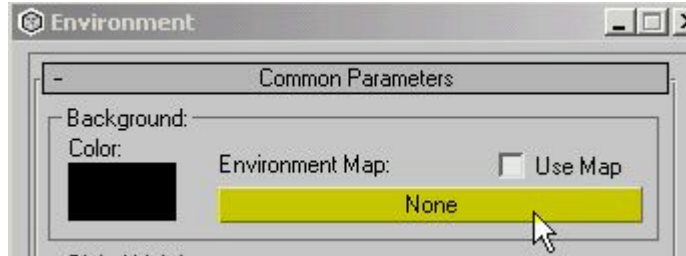 Environment
- Common Parameters
Background:
Color:
Environment Map: Use Map
None